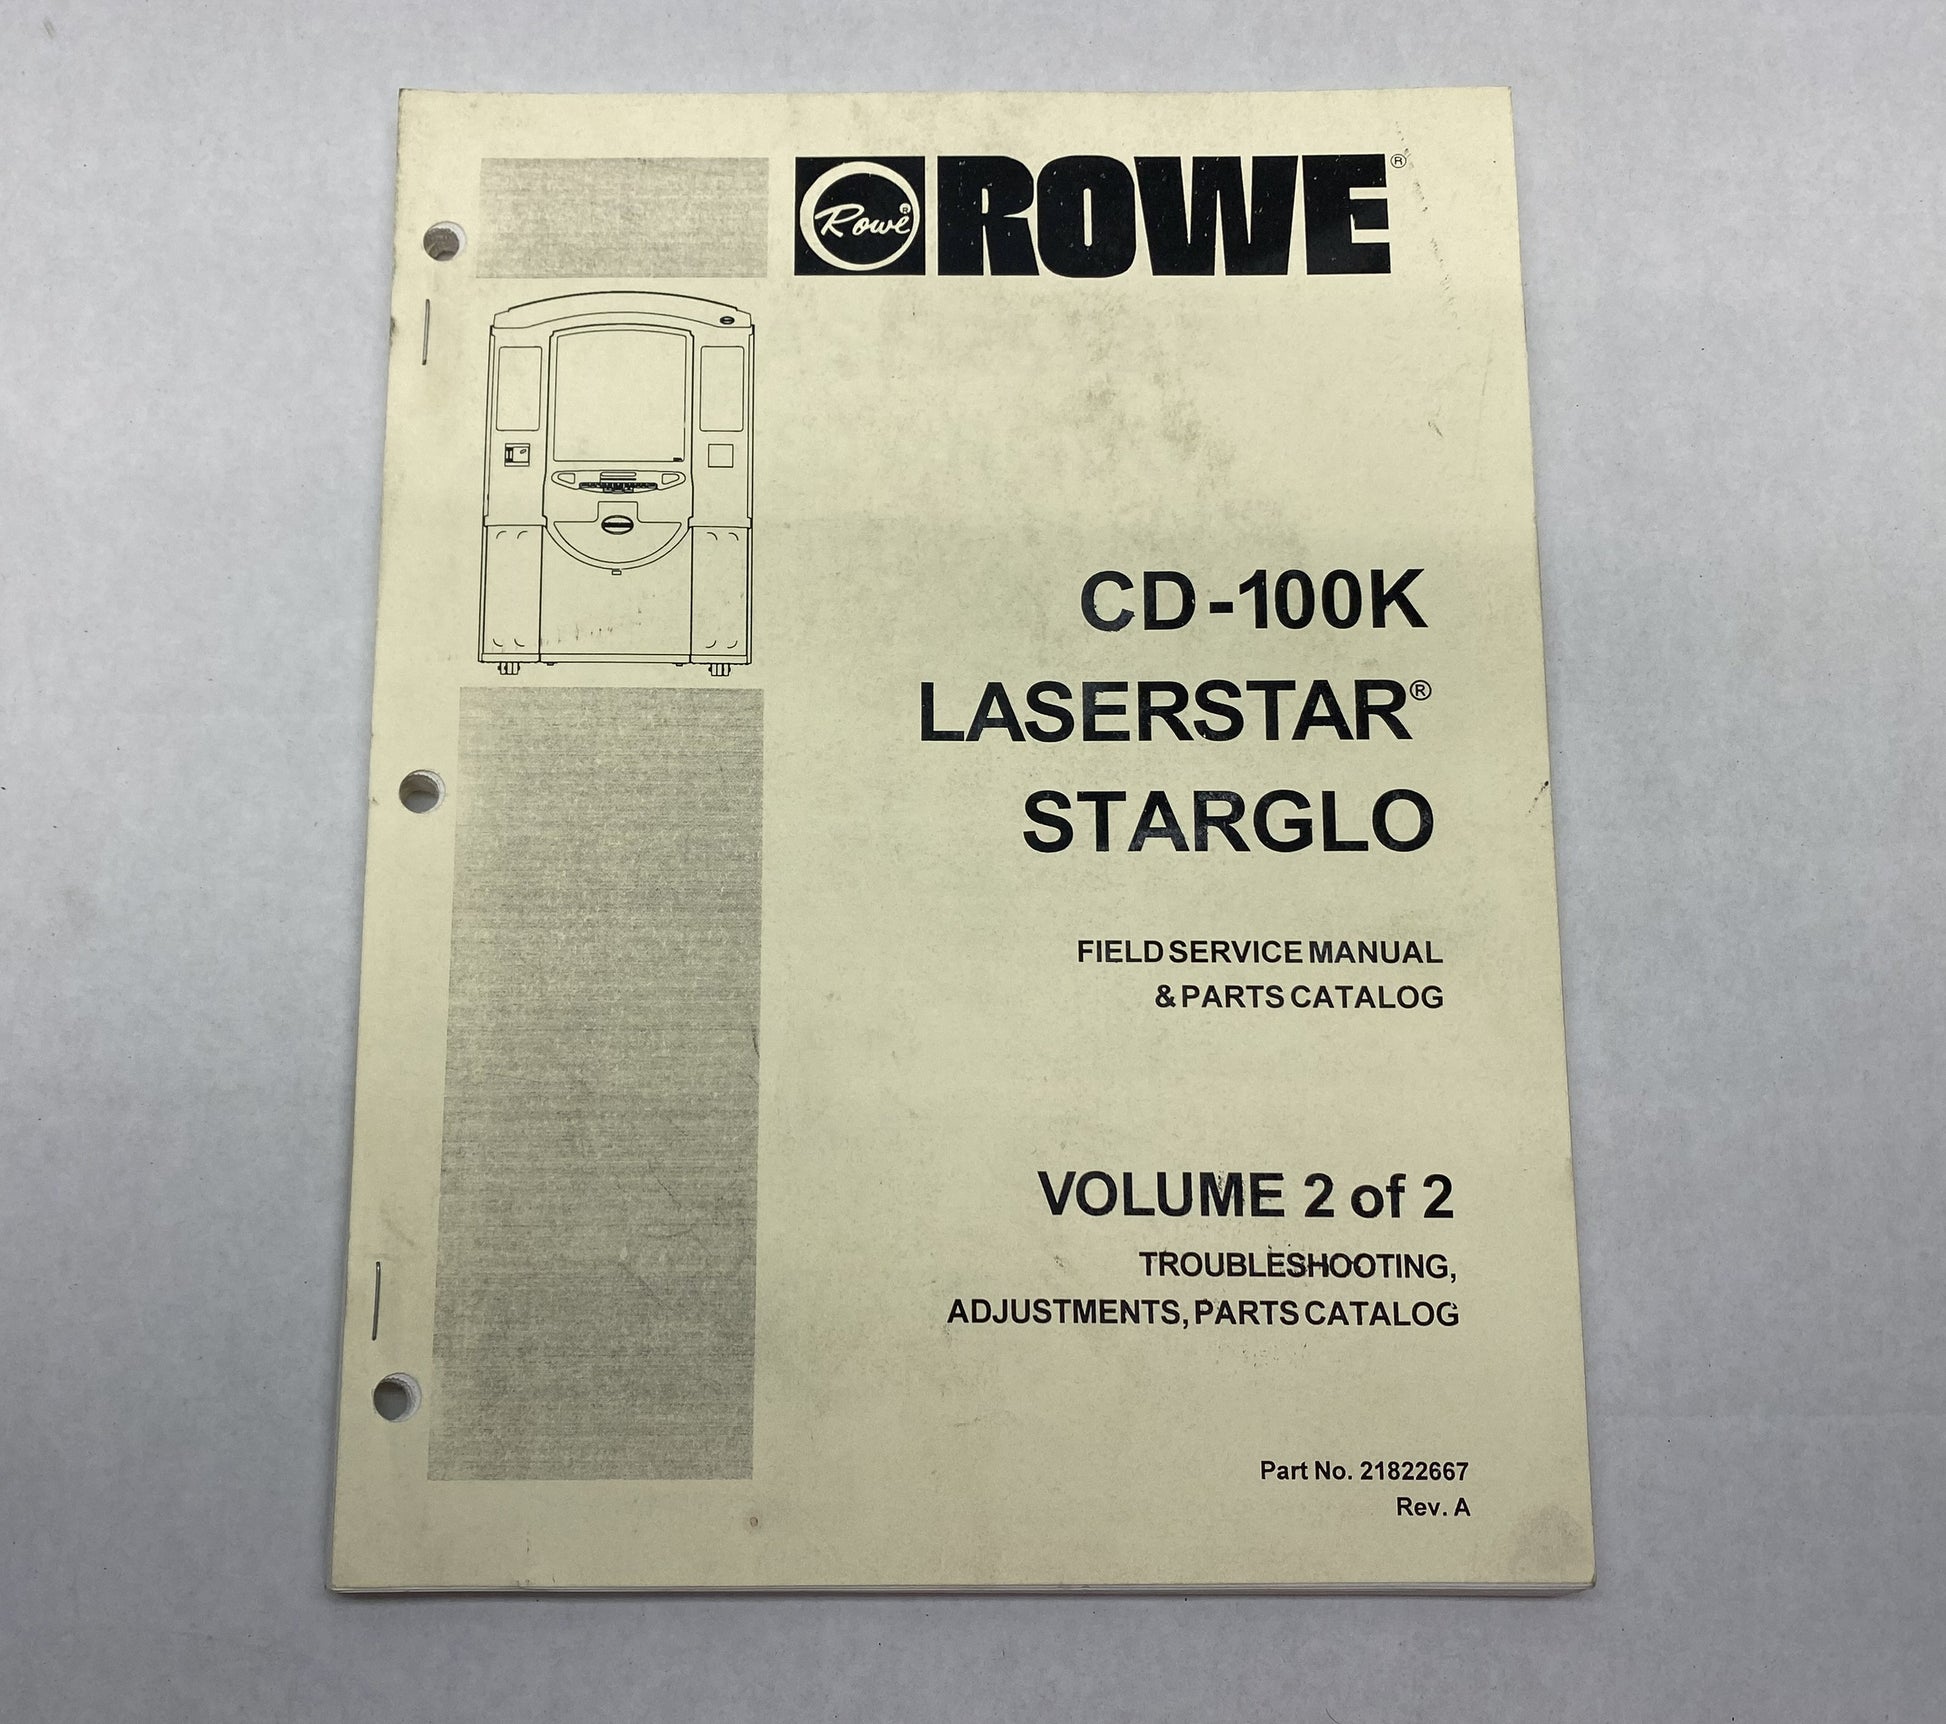 Rowe®
ROWE®
CD-100K
LASERSTAR®
STARGLO
FIELD SERVICE MANUAL
& PARTS CATALOG
VOLUME 2 of 2
TROUBLESHOOTING,
ADJUSTMENTS, PARTS CATALOG
Part No. 21822667
Rev. A